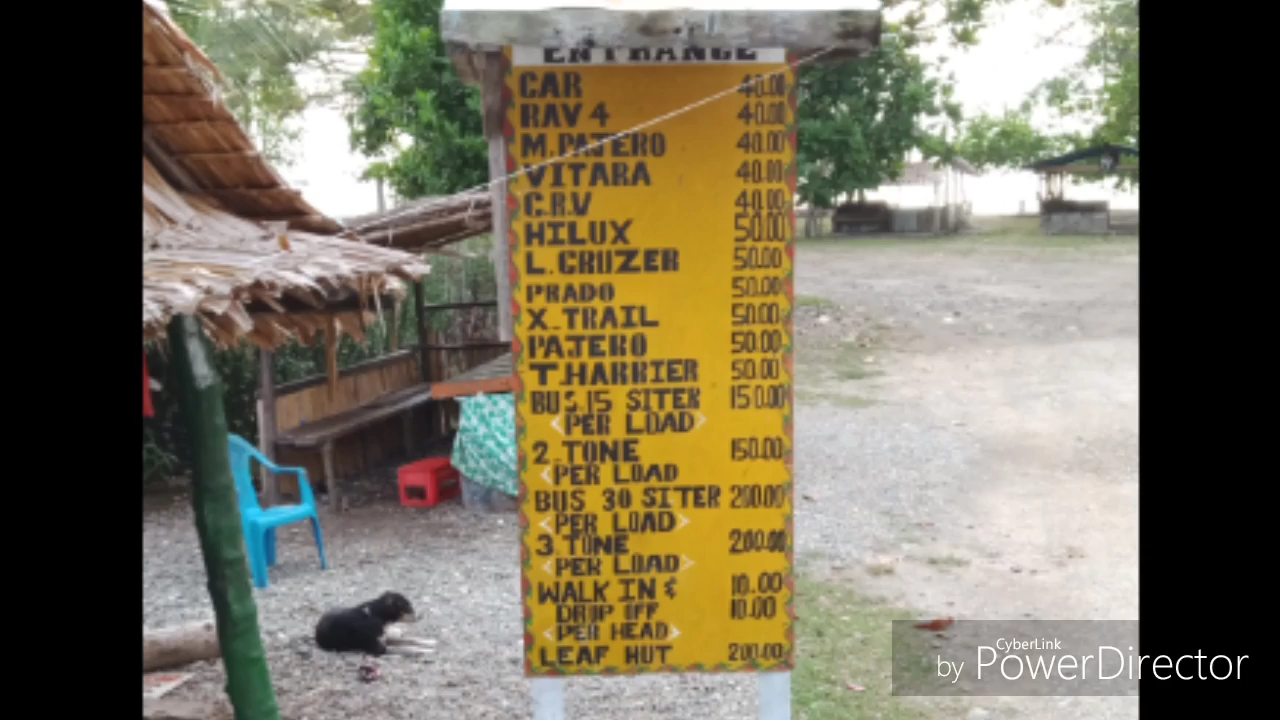 ENTRANCE
CAR 40.00
RAV 4 40.00
M.PAJERO 40.00
VITARA 40.00
C.R.V 40.00
HILUX 50.00
L. CRUZER 50.00
PRADO 50.00
X.TRAIL 50.00
PAJERO 50.00
T.HARRIER 50.00
BUS.15 SITER 150.00
<PER LOAD>
2.TONE 150.00
<PER LOAD
BUS 30 SITER 200.00
<PER LOAD>
3.TONE 200.00
<PER LOAD>
WALK IN & 10.00
DROP OFF 10.00
<PER HEAD>
LEAF HUT 200.00
CyberLink
by PowerDirector